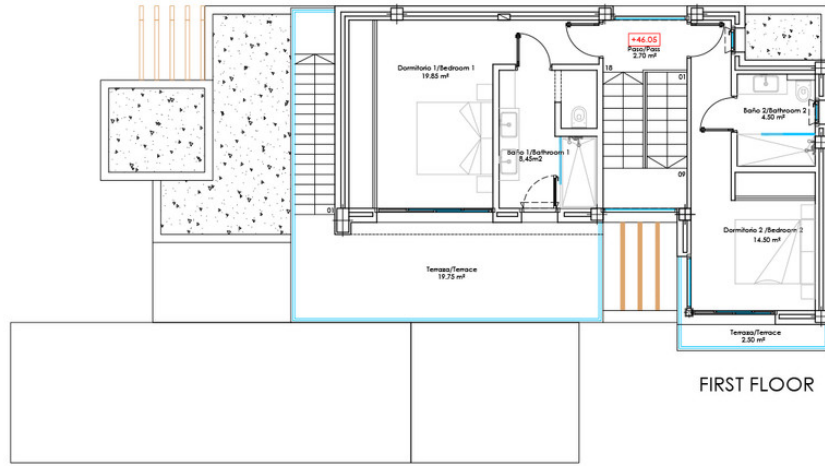 +46.05
Paso/Pass
2.70 m²
Dormitorio 1/Bedroom 1
19.85 m²
18
01
Baño 2/Bathroom 2
4.50 m²
Baño 1/Bathroom 1
8,45m2
09
01
Dormitorio 2 /Bedroom 2
14.50 m²
Terraza/Terrace
19.75 m²
Terraza/Terrace
2.50 m²
FIRST FLOOR